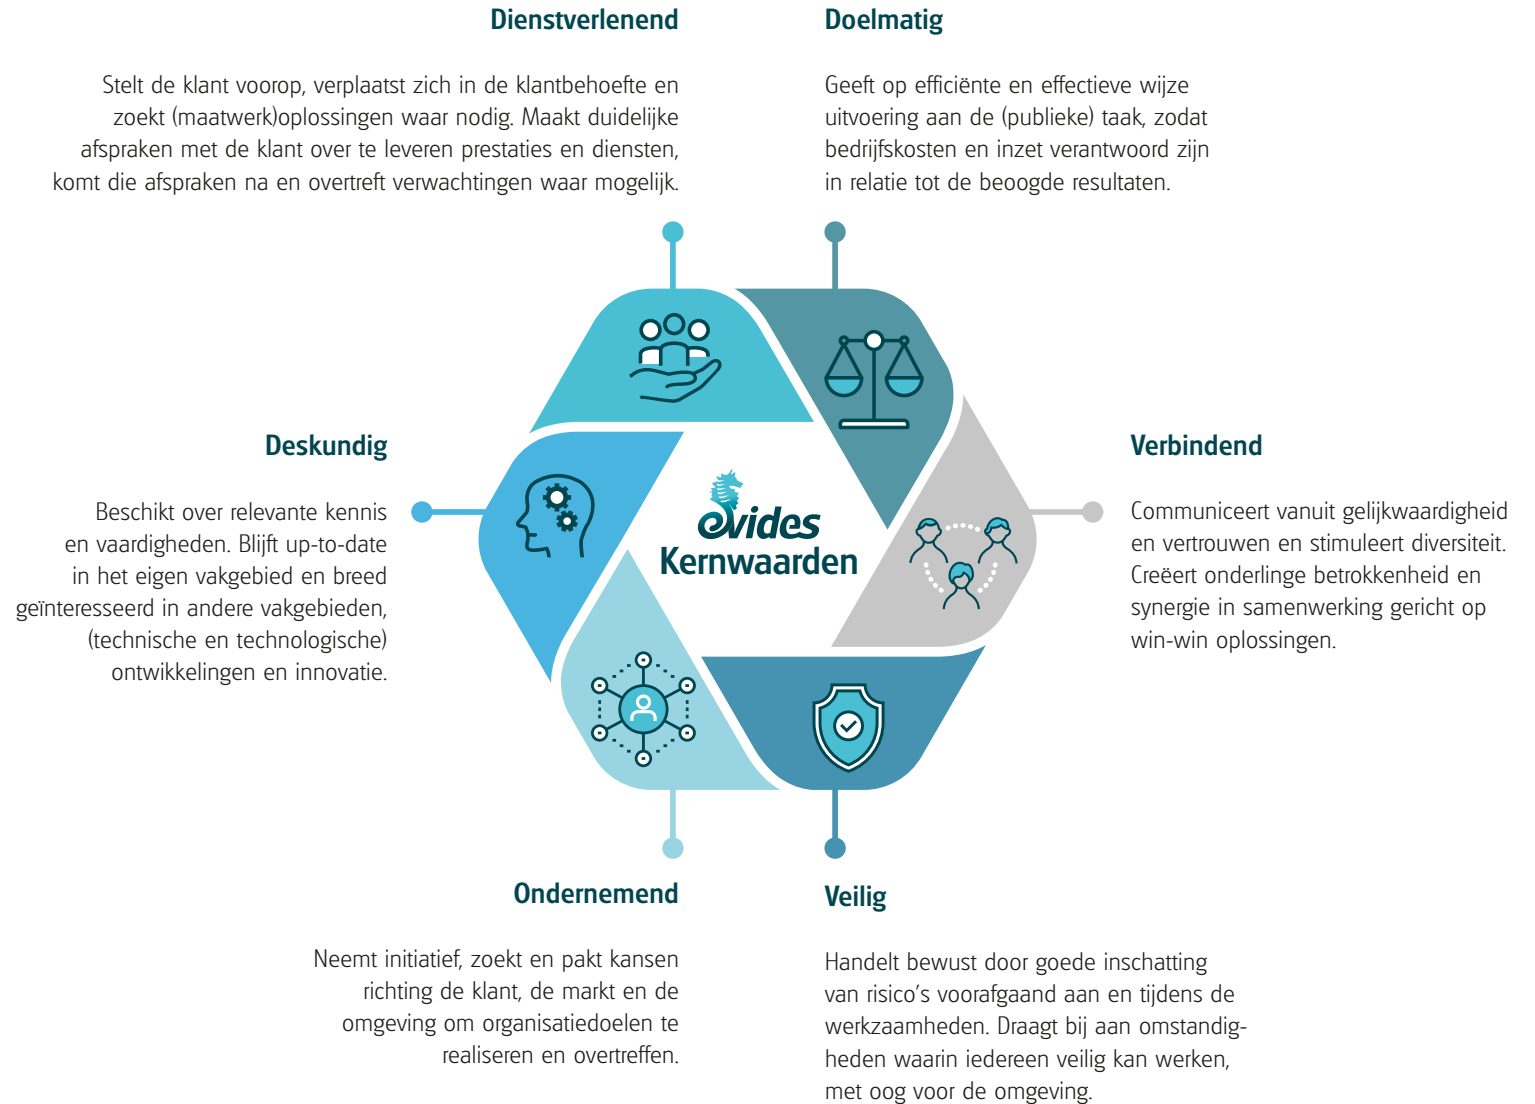 Dienstverlenend
Stelt de klant voorop, verplaatst zich in de klantbehoefte en
zoekt (maatwerk)oplossingen waar nodig. Maakt duidelijke
afspraken met de klant over te leveren prestaties en diensten,
komt die afspraken na en overtreft verwachtingen waar mogelijk.
Doelmatig
Geeft op efficiënte en effectieve wijze
uitvoering aan de (publieke) taak, zodat
bedrijfskosten en inzet verantwoord zijn
in relatie tot de beoogde resultaten.
Deskundig
Beschikt over relevante kennis
en vaardigheden. Blijft up-to-date
in het eigen vakgebied en breed
geïnteresseerd in andere vakgebieden,
(technische en technologische)
ontwikkelingen en innovatie.
evides
Kernwaarden
Verbindend
Communiceert vanuit gelijkwaardigheid
en vertrouwen en stimuleert diversiteit.
Creëert onderlinge betrokkenheid en
synergie in samenwerking gericht op
win-win oplossingen.
Ondernemend
Neemt initiatief, zoekt en pakt kansen
richting de klant, de markt en de
omgeving om organisatiedoelen te
realiseren en overtreffen.
Veilig
Handelt bewust door goede inschatting
van risico's voorafgaand aan en tijdens de
werkzaamheden. Draagt bij aan omstandig-
heden waarin iedereen veilig kan werken,
met oog voor de omgeving.